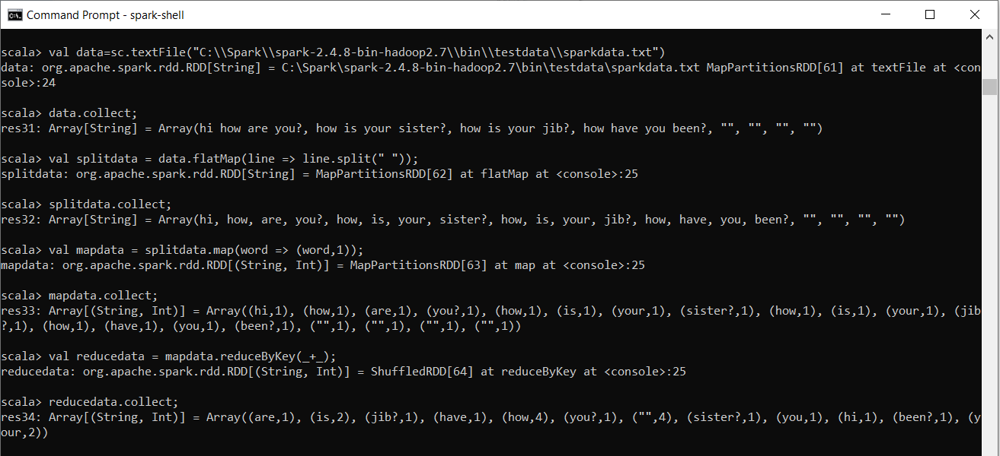 Command Prompt - spark-shell
scala> val data=sc.textFile("C:\\Spark\\spark-2.4.8-bin-hadoop2.7\\bin\\testdata\\sparkdata.txt")
data: org.apache.spark.rdd.RDD[String] = C:\Spark\spark-2.4.8-bin-hadoop2.7\bin\testdata\sparkdata.txt MapPartitionsRDD[61] at textFile at <con
sole>:24
scala> data.collect;
res31: Array[String] = Array(hi how are you?, how is your sister?, how is your jib?, how have you been?, "", "", "", "")
scala> val splitdata = data.flatMap(line => line.split(" "));
splitdata: org.apache.spark.rdd.RDD[String] = MapPartitionsRDD[62] at flatMap at <console>:25
scala> splitdata.collect;
res32: Array[String] = Array(hi, how, are, you?, how, is, your, sister?, how, is, your, jib?, how, have, you, been?, "", "", "", "")
scala> val mapdata = splitdata.map(word => (word,1));
mapdata: org.apache.spark.rdd.RDD[(String, Int)] = MapPartitionsRDD[63] at map at <console>:25
scala> mapdata.collect;
res33: Array[(String, Int)] = Array((hi,1), (how,1), (are,1), (you?,1), (how,1), (is,1), (your,1), (sister?,1), (how,1), (is,1), (your,1), (jib
?,1), (how,1), (have,1), (you,1), (been?,1), ("",1), ("",1), ("",1), ("",1))
scala> val reducedata = mapdata.reduceByKey(_+_);
reducedata: org.apache.spark.rdd.RDD[(String, Int)] = ShuffledRDD[64] at reduceByKey at <console>:25
scala> reducedata.collect;
res34: Array[(String, Int)] = Array((are,1), (is,2), (jib?,1), (have,1), (how,4), (you?,1), ("",4), (sister?,1), (you,1), (hi,1), (been?,1), (y
our,2))